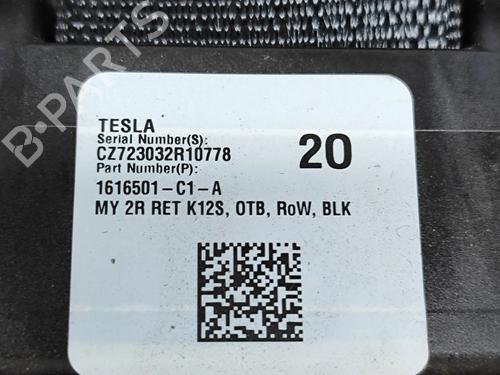 TESLA
Serial Number(S):
CZ723032R10778
20
Part Number(P):
1616501-C1-A
MY 2R RET K12S, OTB, RoW, BLK
B-PARTS